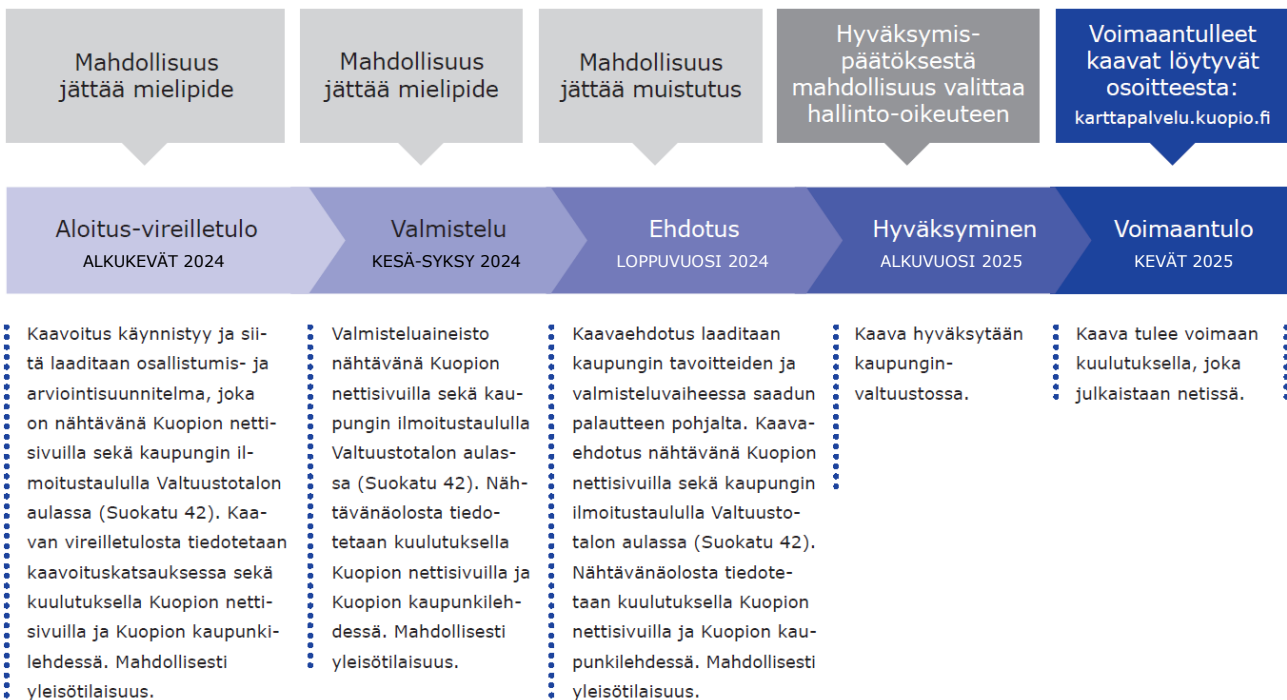 Mahdollisuus
jättää mielipide
Mahdollisuus
jättää mielipide
Mahdollisuus
jättää muistutus
Hyväksymis-
päätöksestä
mahdollisuus valittaa
hallinto-oikeuteen
Voimaantulleet
kaavat löytyvät
osoitteesta:
karttapalvelu.kuopio.fi
Aloitus-vireilletulo
ALKUKEVÄT 2024
Valmistelu
KESÄ-SYKSY 2024
Ehdotus
LOPPUVUOSI 2024
Hyväksyminen
ALKUVUOSI 2025
Voimaantulo
KEVÄT 2025
Kaavoitus käynnistyy ja sii-
tä laaditaan osallistumis- ja
arviointisuunnitelma, joka
on nähtävänä Kuopion netti-
sivuilla sekä kaupungin il-
moitustaululla Valtuustotalon
aulassa (Suokatu 42). Kaa-
van vireilletulosta tiedotetaan
kaavoituskatsauksessa sekä
kuulutuksella Kuopion netti-
sivuilla ja Kuopion kaupunki-
lehdessä. Mahdollisesti
yleisötilaisuus.
Valmisteluaineisto
nähtävänä Kuopion
nettisivuilla sekä kau-
pungin ilmoitustaululla
Valtuustotalon aulas-
sa (Suokatu 42). Näh-
tävänäolosta tiedo-
tetaan kuulutuksella
Kuopion nettisivuilla ja
Kuopion kaupunkileh-
dessä. Mahdollisesti
yleisötilaisuus.
Kaavaehdotus laaditaan
kaupungin tavoitteiden ja
valmisteluvaiheessa saadun
palautteen pohjalta. Kaava-
ehdotus nähtävänä Kuopion
nettisivuilla sekä kaupungin
ilmoitustaululla Valtuusto-
talon aulassa (Suokatu 42).
Nähtävänäolosta tiedote-
taan kuulutuksella Kuopion
nettisivuilla ja Kuopion kau-
punkilehdessä. Mahdollisesti
yleisötilaisuus.
Kaava hyväksytään
kaupungin-
valtuustossa.
Kaava tulee voimaan
kuulutuksella, joka
julkaistaan netissä.